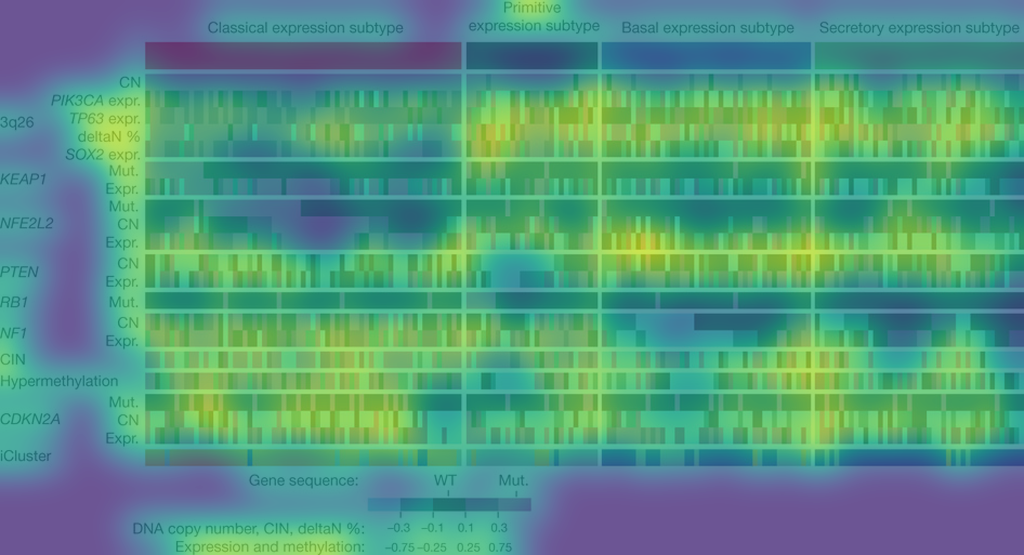 Primitive
Classical expression subtype expression subtype Basal expression subtype Secretory expression subtype
CN
PIK3CA expr.
3q26 TP63 expr.
deltaN %
SOX2 expr.
KEAP1 Mut.
Expr.
Mut.
NFE2L2 CN
Expr.
PTEN CN
Expr.
RB1 Mut.
NF1 CN
Expr.
CIN
Hypermethylation
Mut.
CDKN2A CN
Expr.
iCluster
Gene sequence: WT Mut.
DNA copy number, CIN, deltaN %: −0.3 −0.1 0.1 0.3
Expression and methylation: −0.75 −0.25 0.25 0.75